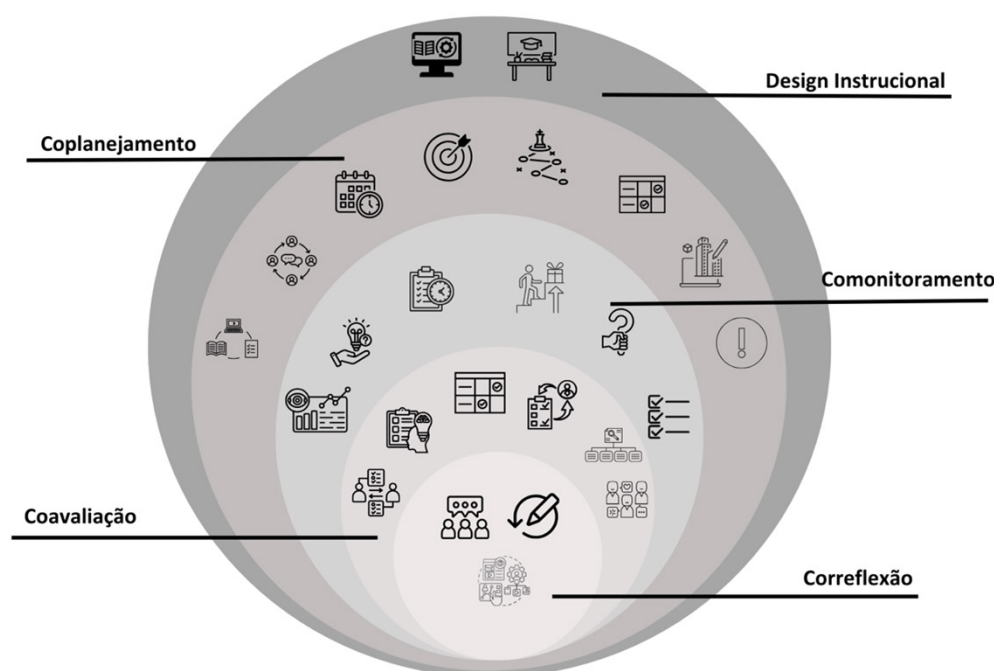 Design Instrucional
Coplanejamento
Comonitoramento
Coavaliação
Correflexão